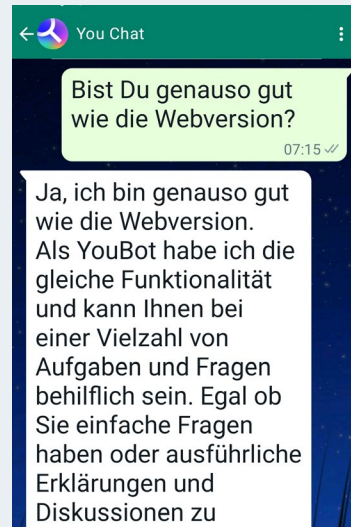 You Chat
Bist Du genauso gut
wie die Webversion?
07:15
Ja, ich bin genauso gut
wie die Webversion.
Als YouBot habe ich die
gleiche Funktionalität
und kann Ihnen bei
einer Vielzahl von
Aufgaben und Fragen
behilflich sein. Egal ob
Sie einfache Fragen
haben oder ausführliche
Erklärungen und
Diskussionen zu